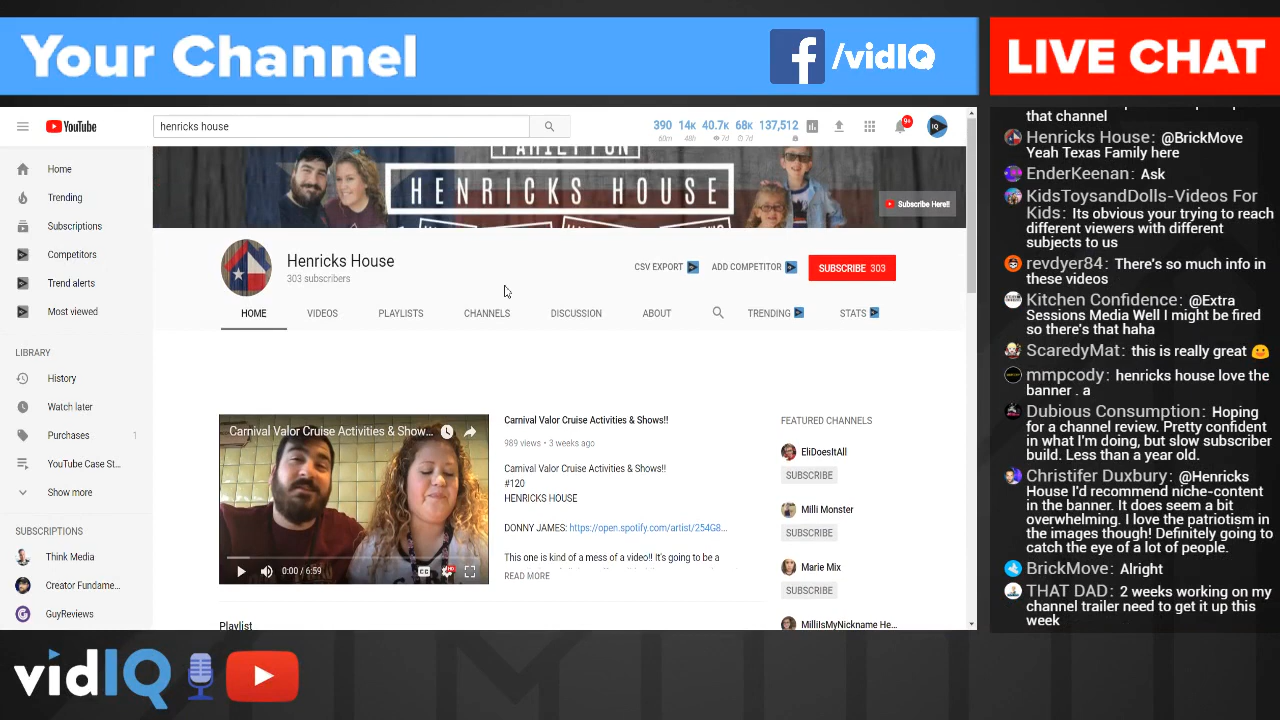 Your Channel
f /vidIQ
LIVE CHAT
YouTube
henricks house
390 14k 40.7k 68k 137,512
60m 48h 7d 7d
9+
IQ
Home
Trending
Subscriptions
Competitors
Trend alerts
Most viewed
LIBRARY
History
Watch later
Purchases 1
YouTube Case St...
Show more
SUBSCRIPTIONS
Think Media
Creator Fundame...
GuyReviews
HENRICKS HOUSE
Subscribe Here!!
Henricks House
303 subscribers
CSV EXPORT
ADD COMPETITOR
SUBSCRIBE 303
HOME
VIDEOS
PLAYLISTS
CHANNELS
DISCUSSION
ABOUT
TRENDING
STATS
Carnival Valor Cruise Activities & Show...
0:00 / 6:59
CC
HD
Carnival Valor Cruise Activities & Shows!!
989 views • 3 weeks ago
Carnival Valor Cruise Activities & Shows!!
#120
HENRICKS HOUSE
DONNY JAMES: https://open.spotify.com/artist/254G8...
This one is kind of a mess of a video!! It's going to be a
READ MORE
Playlist
FEATURED CHANNELS
EliDoesItAll
SUBSCRIBE
Milli Monster
SUBSCRIBE
Marie Mix
SUBSCRIBE
MilliIsMyNickname He...
that channel
Henricks House: @BrickMove
Yeah Texas Family here
EnderKeenan: Ask
KidsToysandDolls-Videos For
Kids: Its obvious your trying to reach
different viewers with different
subjects to us
revdyer84: There's so much info in
these videos
Kitchen Confidence: @Extra
Sessions Media Well I might be fired
so there's that haha
ScaredyMat: this is really great
mmpcody: henricks house love the
banner . a
Dubious Consumption: Hoping
for a channel review. Pretty confident
in what I'm doing, but slow subscriber
build. Less than a year old.
Christifer Duxbury: @Henricks
House I'd recommend niche-content
in the banner. It does seem a bit
overwhelming. I love the patriotism in
the images though! Definitely going to
catch the eye of a lot of people.
BrickMove: Alright
THAT DAD: 2 weeks working on my
channel trailer need to get it up this
week
vidIQ